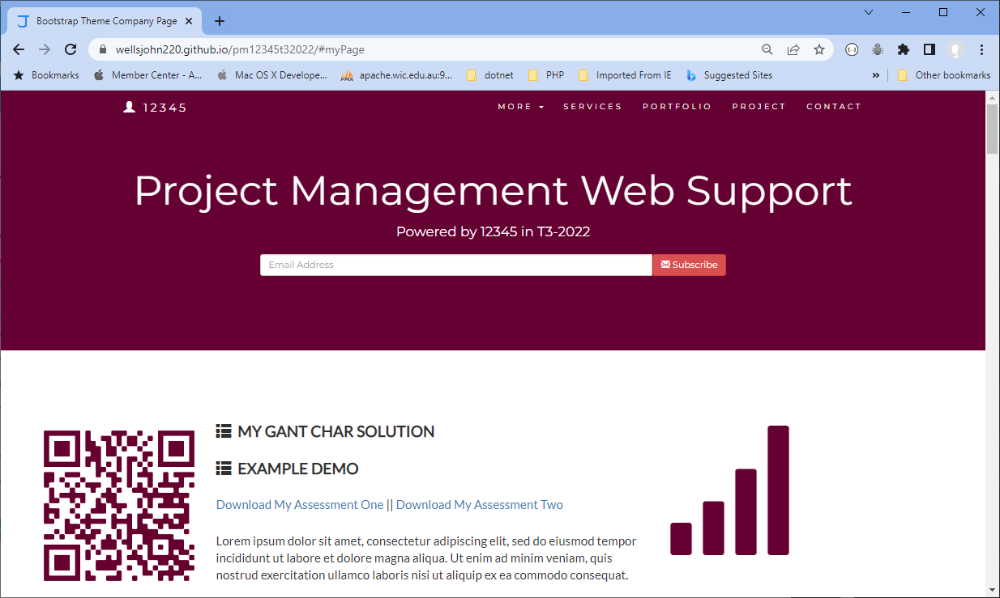 Bootstrap Theme Company Page
wellsjohn220.github.io/pm12345t32022/#myPage
Bookmarks Member Center - A... Mac OS X Develope... PMA apache.wic.edu.au:9... dotnet PHP Imported From IE Suggested Sites » Other bookmarks
12345 MORE SERVICES PORTFOLIO PROJECT CONTACT
Project Management Web Support
Powered by 12345 in T3-2022
Email Address Subscribe
MY GANT CHAR SOLUTION
EXAMPLE DEMO
Download My Assessment One || Download My Assessment Two
Lorem ipsum dolor sit amet, consectetur adipiscing elit, sed do eiusmod tempor
incididunt ut labore et dolore magna aliqua. Ut enim ad minim veniam, quis
nostrud exercitation ullamco laboris nisi ut aliquip ex ea commodo consequat.